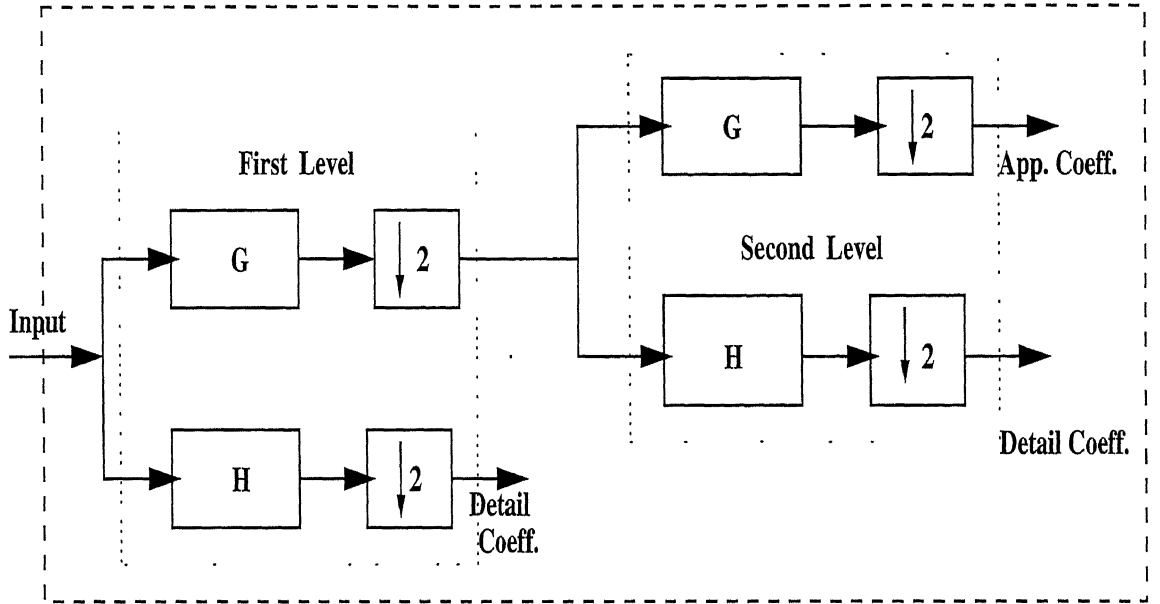 G
↓ 2
App. Coeff.
First Level
Second Level
G
↓ 2
Input
H
↓ 2
Detail Coeff.
H
↓ 2
Detail
Coeff.